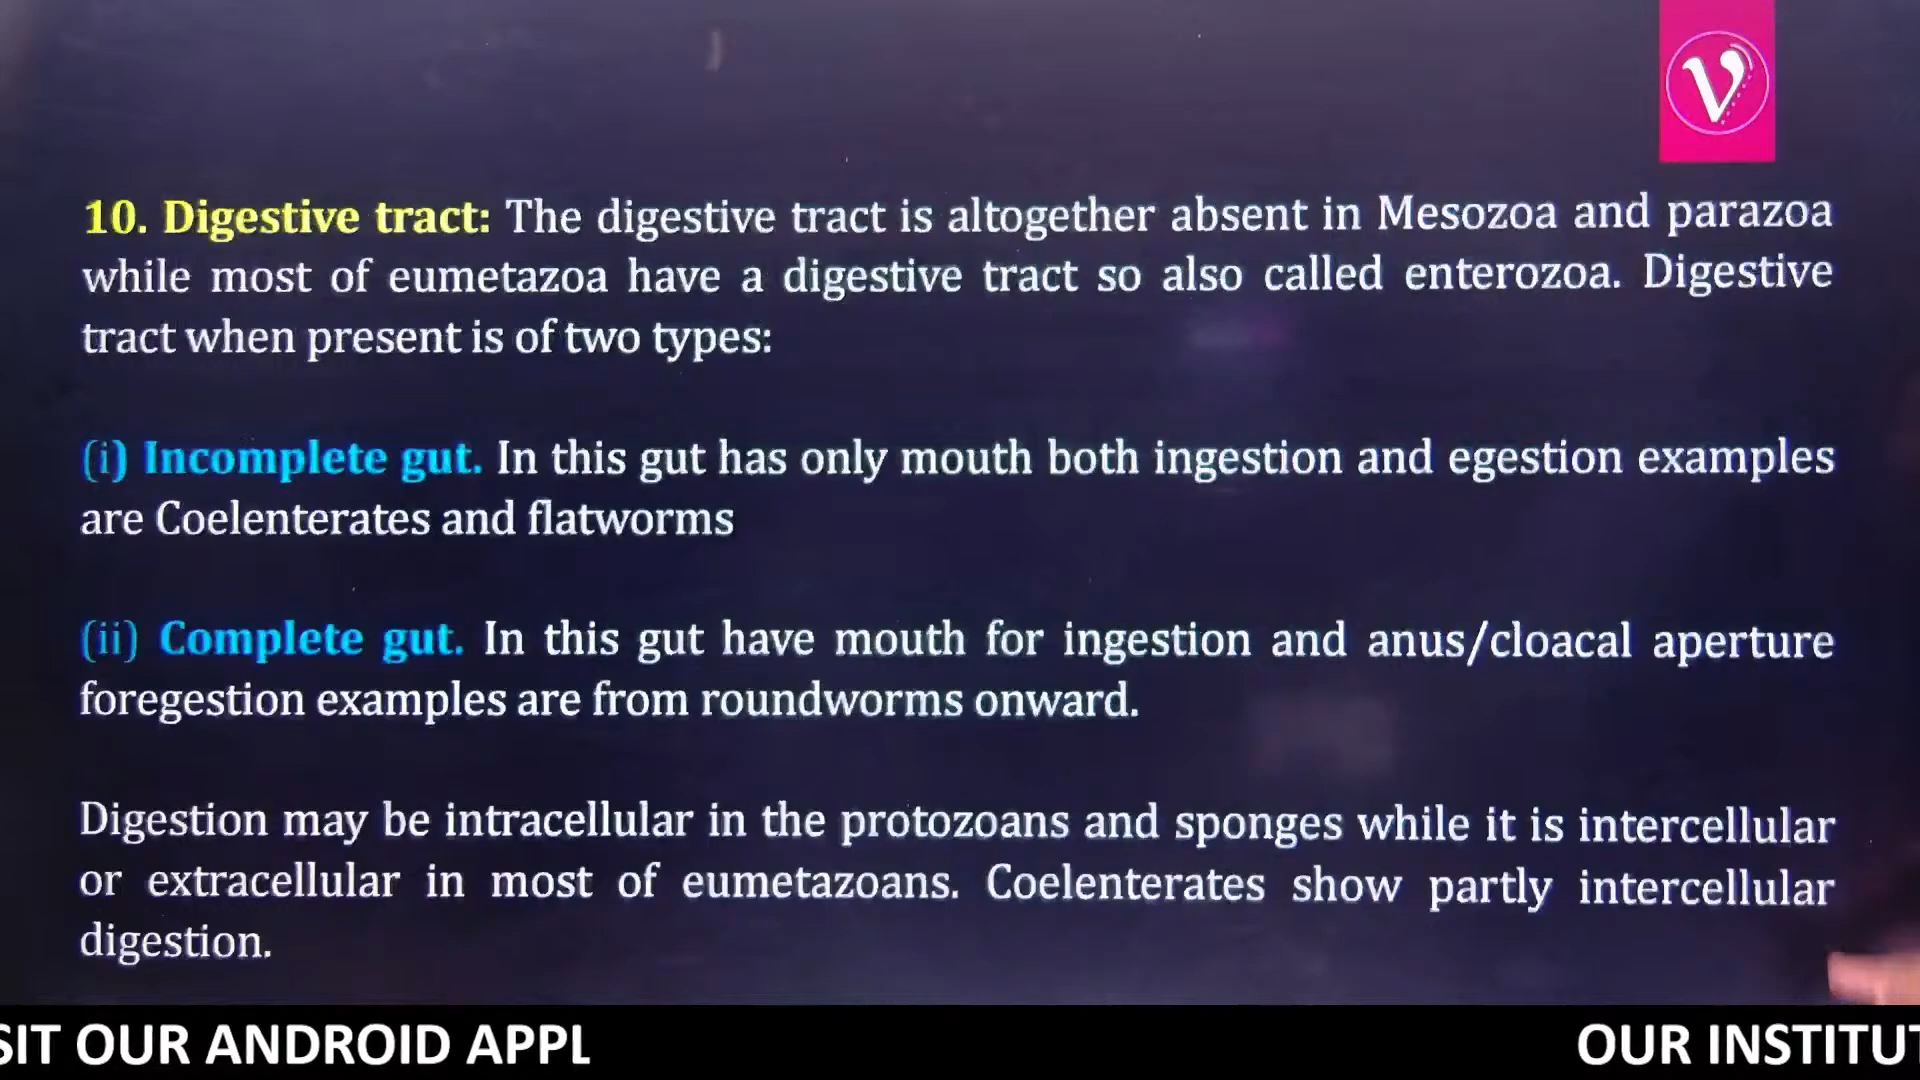 V
10. Digestive tract: The digestive tract is altogether absent in Mesozoa and parazoa
while most of eumetazoa have a digestive tract so also called enterozoa. Digestive
tract when present is of two types:
(i) Incomplete gut. In this gut has only mouth both ingestion and egestion examples
are Coelenterates and flatworms
(ii) Complete gut. In this gut have mouth for ingestion and anus/cloacal aperture
foregestion examples are from roundworms onward.
Digestion may be intracellular in the protozoans and sponges while it is intercellular
or extracellular in most of eumetazoans. Coelenterates show partly intercellular
digestion.
SIT OUR ANDROID APPL OUR INSTITUT